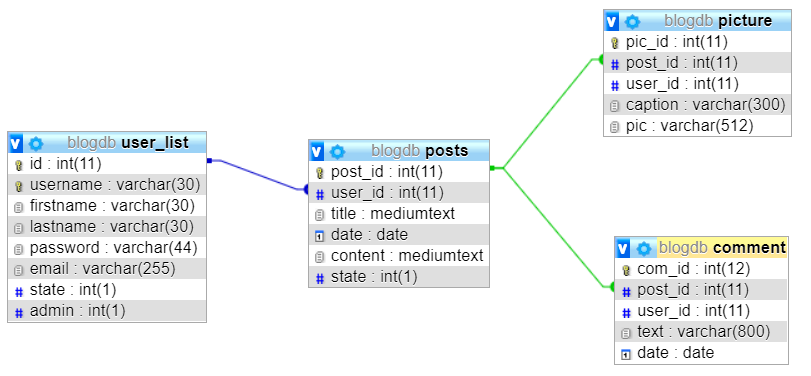 blogdb user_list
id : int(11)
username : varchar(30)
firstname : varchar(30)
lastname : varchar(30)
password : varchar(44)
email : varchar(255)
state : int(1)
admin : int(1)
blogdb posts
post_id : int(11)
user_id : int(11)
title : mediumtext
date : date
content : mediumtext
state : int(1)
blogdb picture
pic_id : int(11)
post_id : int(11)
user_id : int(11)
caption : varchar(300)
pic : varchar(512)
blogdb comment
com_id : int(12)
post_id : int(11)
user_id : int(11)
text : varchar(800)
date : date